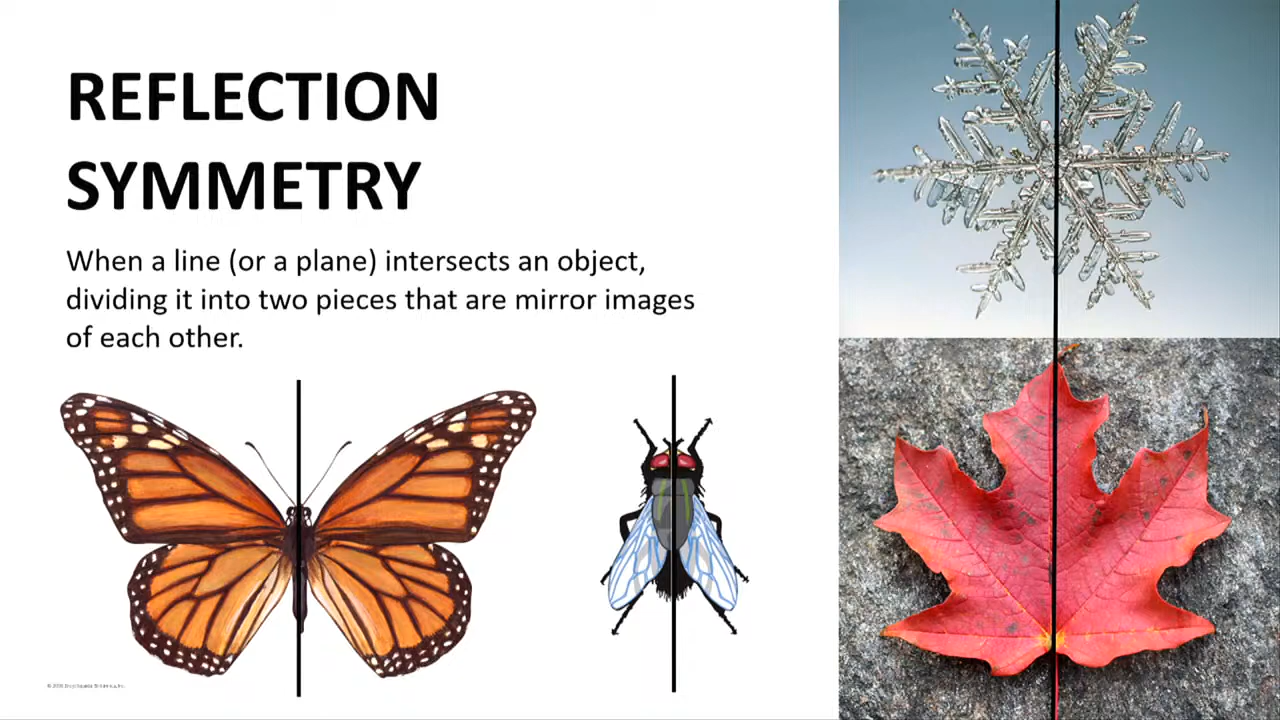 REFLECTION
SYMMETRY
When a line (or a plane) intersects an object,
dividing it into two pieces that are mirror images
of each other.